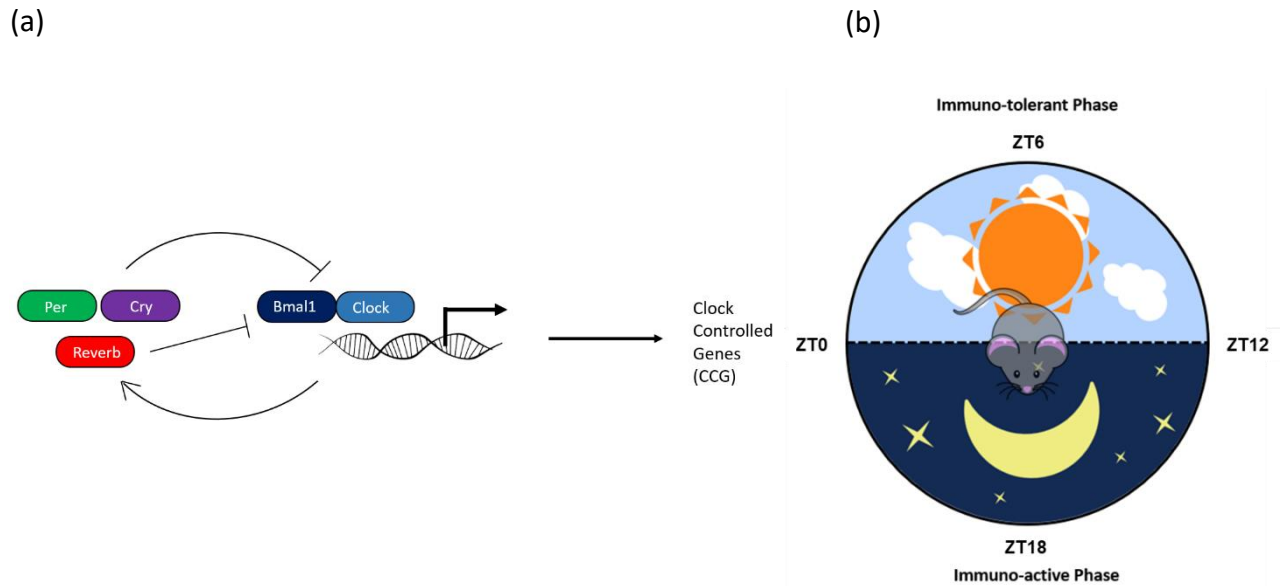 (a)
Per
Cry
Reverb
Bmal1
Clock
Clock
Controlled
Genes
(CCG)
(b)
Immuno-tolerant Phase
ZT6
ZT0
ZT12
ZT18
Immuno-active Phase